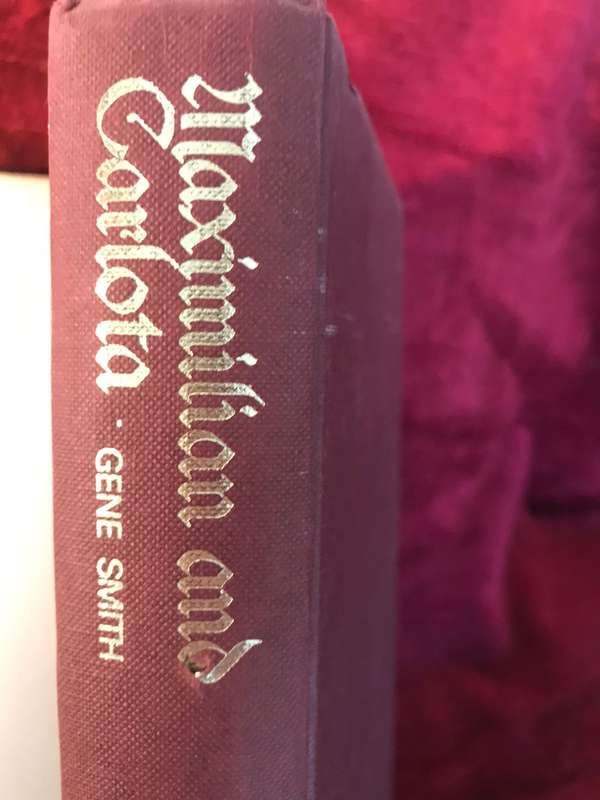 Maximilian and
Carlota · GENE SMITH